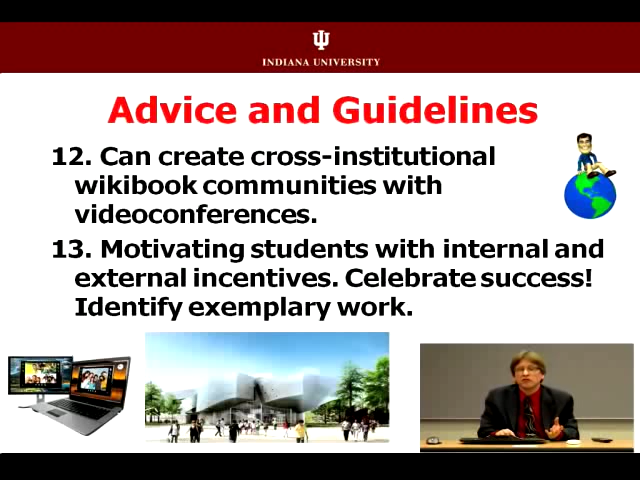 INDIANA UNIVERSITY
Advice and Guidelines
12. Can create cross-institutional
wikibook communities with
videoconferences.
13. Motivating students with internal and
external incentives. Celebrate success!
Identify exemplary work.